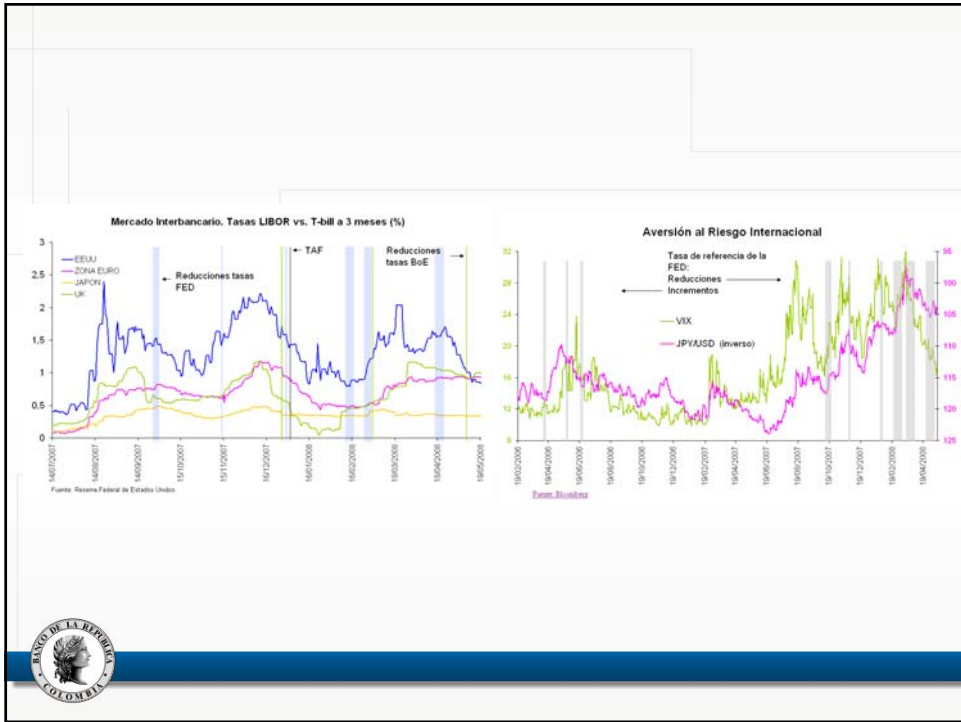 Mercado Interbancario. Tasas LIBOR vs. T-bill a 3 meses (%)
3
2,5
2
1,5
1
0,5
0
EEUU
ZONA EURO
JAPON
UK
Reducciones tasas
FED
TAF
Reducciones
tasas BoE
14/07/2007
14/08/2007
14/09/2007
15/10/2007
15/11/2007
16/12/2007
16/01/2008
16/02/2008
18/03/2008
18/04/2008
19/05/2008
Fuente: Reserva Federal de Estados Unidos
Aversión al Riesgo Internacional
32
28
24
20
16
12
8
Tasa de referencia de la
FED:
Reducciones
Incrementos
VIX
JPY/USD (inverso)
95
100
105
110
115
120
125
19/02/2006
19/04/2006
19/06/2006
19/08/2006
19/10/2006
19/12/2006
19/02/2007
19/04/2007
19/06/2007
19/08/2007
19/10/2007
19/12/2007
19/02/2008
19/04/2008
Fuente: Bloomberg
BANCO DE LA REPUBLICA
COLOMBIA